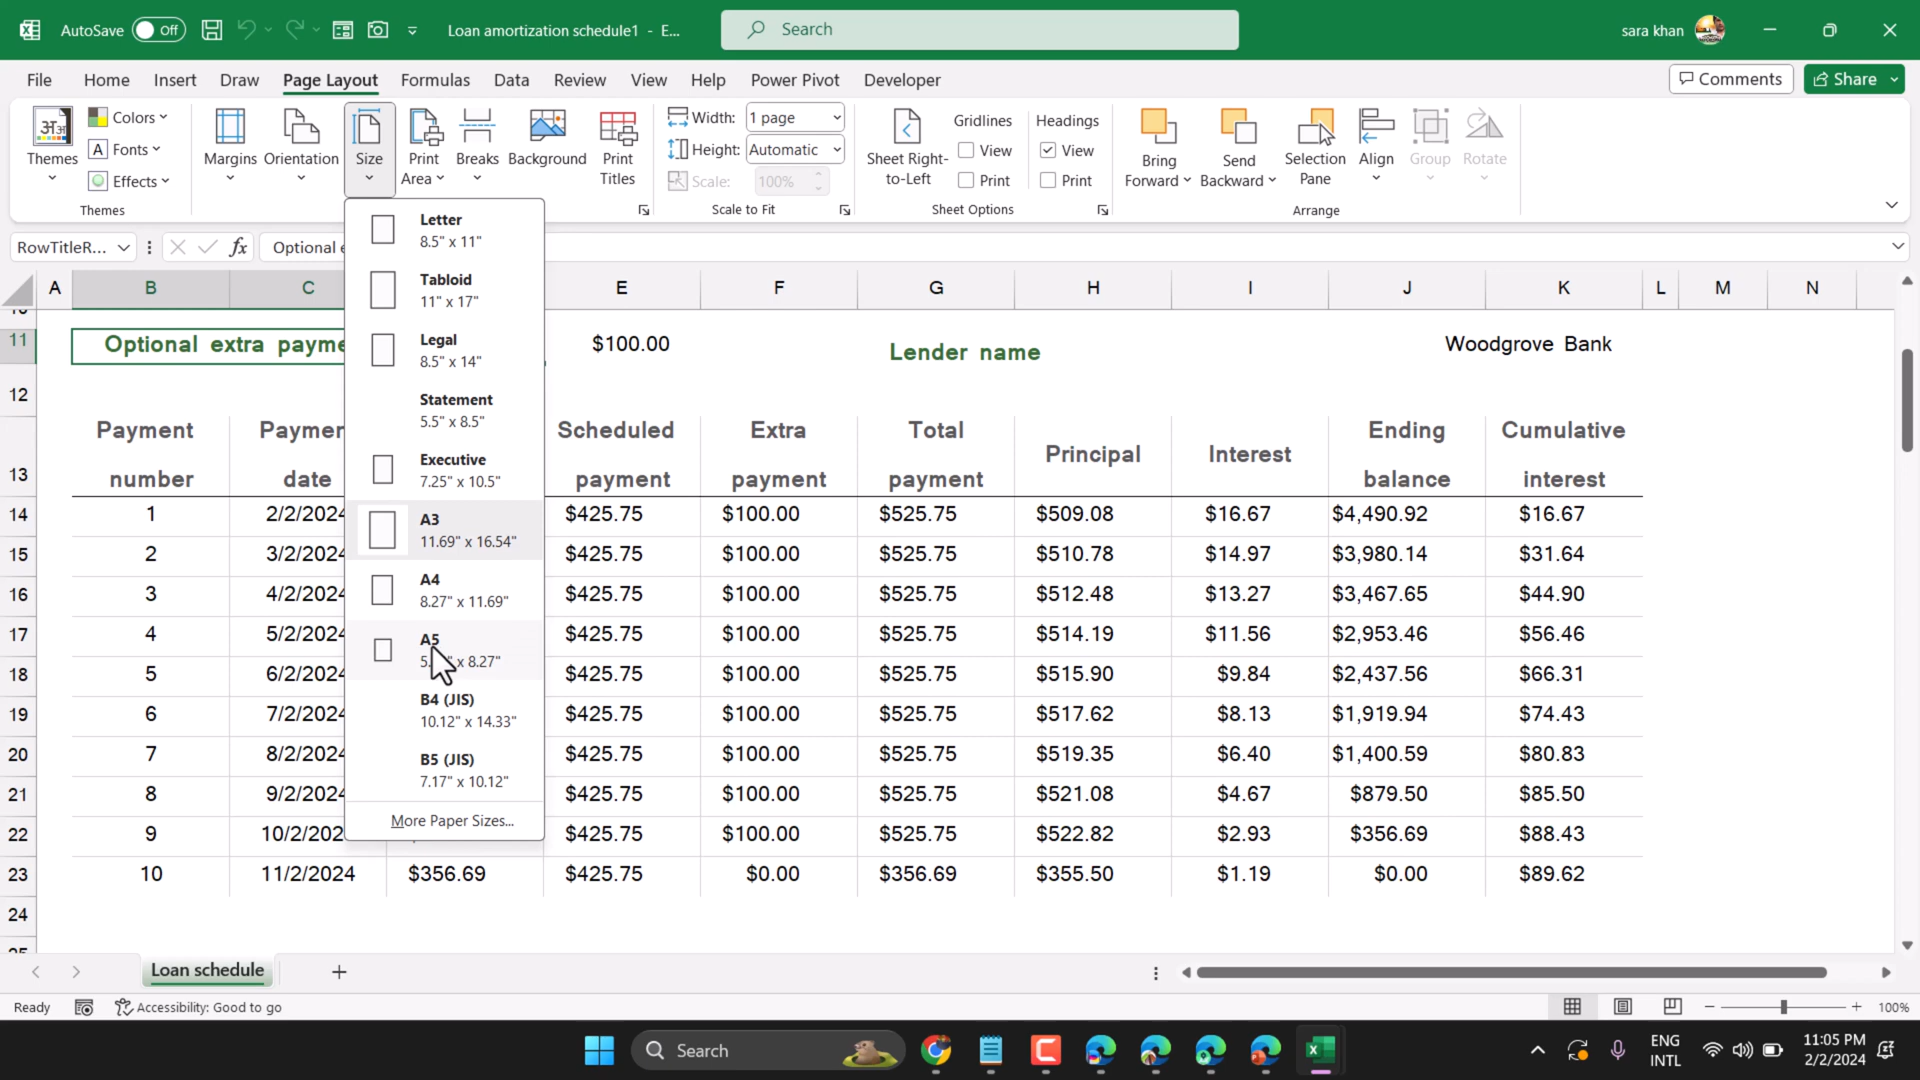 AutoSave Off Loan amortization schedule1 - E... Search sara khan
File Home Insert Draw Page Layout Formulas Data Review View Help Power Pivot Developer Comments Share
Themes Colors Fonts Effects Margins Orientation Size Print Area Breaks Background Print Titles Width: 1 page Height: Automatic Scale: 100% Sheet Right-to-Left Gridlines View Print Headings View Print Bring Forward Send Backward Selection Pane Align Group Rotate
Themes Scale to Fit Sheet Options Arrange
RowTitleR... fx Optional e
Letter
8.5" x 11"
Tabloid
11" x 17"
Legal
8.5" x 14"
Statement
5.5" x 8.5"
Executive
7.25" x 10.5"
A3
11.69" x 16.54"
A4
8.27" x 11.69"
A5
x 8.27"
B4 (JIS)
10.12" x 14.33"
B5 (JIS)
7.17" x 10.12"
More Paper Sizes...
A B C E F G H I J K L M N
11 Optional extra payme $100.00 Lender name Woodgrove Bank
12
13 Payment number Paymen date Scheduled payment Extra payment Total payment Principal Interest Ending balance Cumulative interest
14 1 2/2/2024 $425.75 $100.00 $525.75 $509.08 $16.67 $4,490.92 $16.67
15 2 3/2/2024 $425.75 $100.00 $525.75 $510.78 $14.97 $3,980.14 $31.64
16 3 4/2/2024 $425.75 $100.00 $525.75 $512.48 $13.27 $3,467.65 $44.90
17 4 5/2/2024 $425.75 $100.00 $525.75 $514.19 $11.56 $2,953.46 $56.46
18 5 6/2/2024 $425.75 $100.00 $525.75 $515.90 $9.84 $2,437.56 $66.31
19 6 7/2/2024 $425.75 $100.00 $525.75 $517.62 $8.13 $1,919.94 $74.43
20 7 8/2/2024 $425.75 $100.00 $525.75 $519.35 $6.40 $1,400.59 $80.83
21 8 9/2/2024 $425.75 $100.00 $525.75 $521.08 $4.67 $879.50 $85.50
22 9 10/2/202 $425.75 $100.00 $525.75 $522.82 $2.93 $356.69 $88.43
23 10 11/2/2024 $356.69 $425.75 $0.00 $356.69 $355.50 $1.19 $0.00 $89.62
24
Loan schedule
Ready Accessibility: Good to go 100%
Search ENG INTL 11:05 PM 2/2/2024